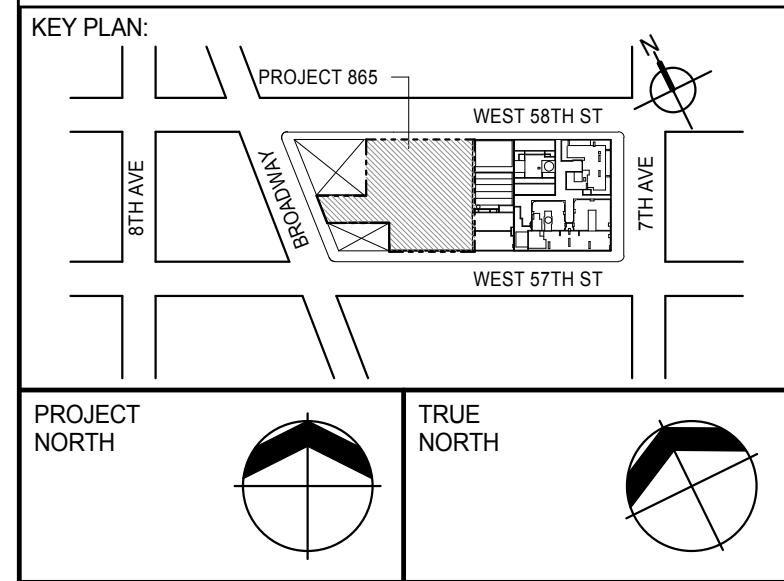 KEY PLAN:
N
PROJECT 865
WEST 58TH ST
8TH AVE
BROADWAY
7TH AVE
WEST 57TH ST
PROJECT
NORTH
TRUE
NORTH